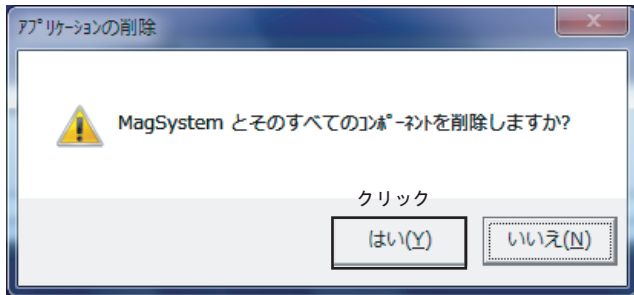 ｱﾌﾟﾘｹｰｼｮﾝの削除
MagSystem とそのすべてのｺﾝﾎﾟｰﾈﾝﾄを削除しますか?
クリック
はい(Y)
いいえ(N)